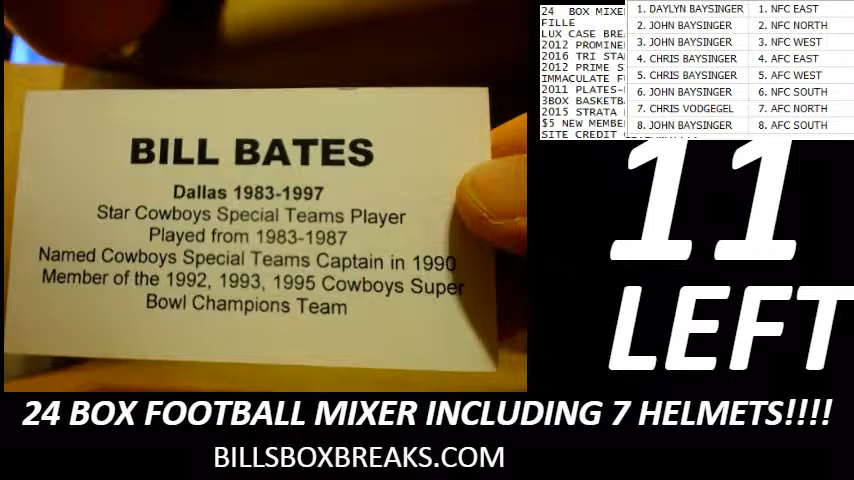 BILL BATES
Dallas 1983-1997
Star Cowboys Special Teams Player
Played from 1983-1987
Named Cowboys Special Teams Captain in 1990
Member of the 1992, 1993, 1995 Cowboys Super
Bowl Champions Team
24 BOX MIXE
FILLE
LUX CASE BRE
2012 PROMINE
2016 TRI STA
2012 PRIME S
IMMACULATE F
2011 PLATES-
3BOX BASKETB
2015 STRATA
$5 NEW MEMBE
SITE CREDIT
1. DAYLYN BAYSINGER 1. NFC EAST
2. JOHN BAYSINGER 2. NFC NORTH
3. JOHN BAYSINGER 3. NFC WEST
4. CHRIS BAYSINGER 4. AFC EAST
5. CHRIS BAYSINGER 5. AFC WEST
6. JOHN BAYSINGER 6. NFC SOUTH
7. CHRIS VODGEGEL 7. AFC NORTH
8. JOHN BAYSINGER 8. AFC SOUTH
11
LEFT
24 BOX FOOTBALL MIXER INCLUDING 7 HELMETS!!!!
BILLSBOXBREAKS.COM